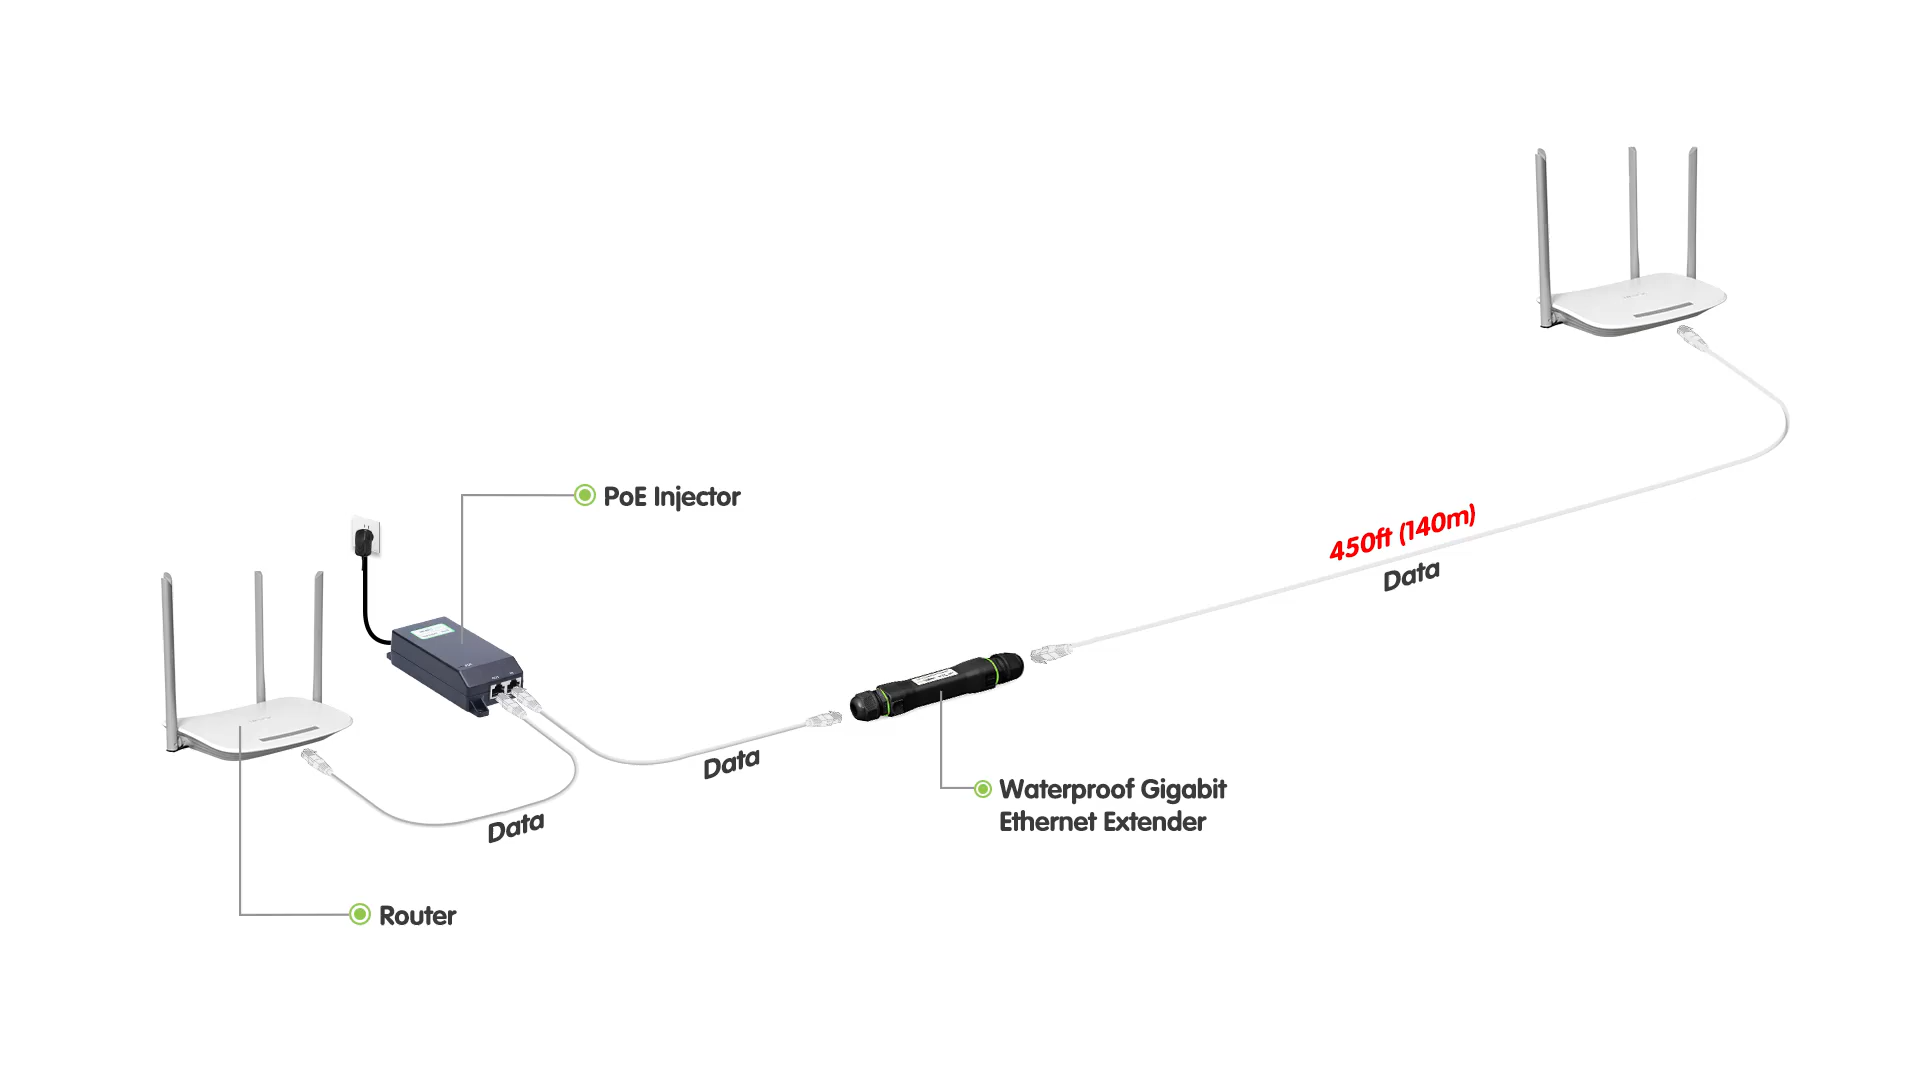 PoE Injector
450ft (140m)
Data
Data
Waterproof Gigabit
Ethernet Extender
Data
Router